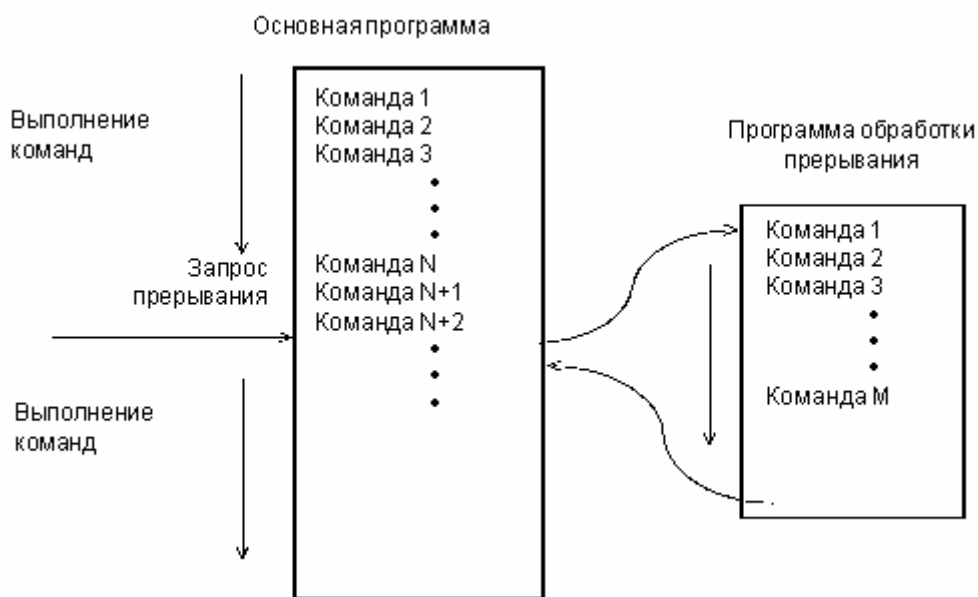 Основная программа
Выполнение
команд
Команда 1
Команда 2
Команда 3
Запрос
прерывания
Команда N
Команда N+1
Команда N+2
Выполнение
команд
Программа обработки
прерывания
Команда 1
Команда 2
Команда 3
Команда M